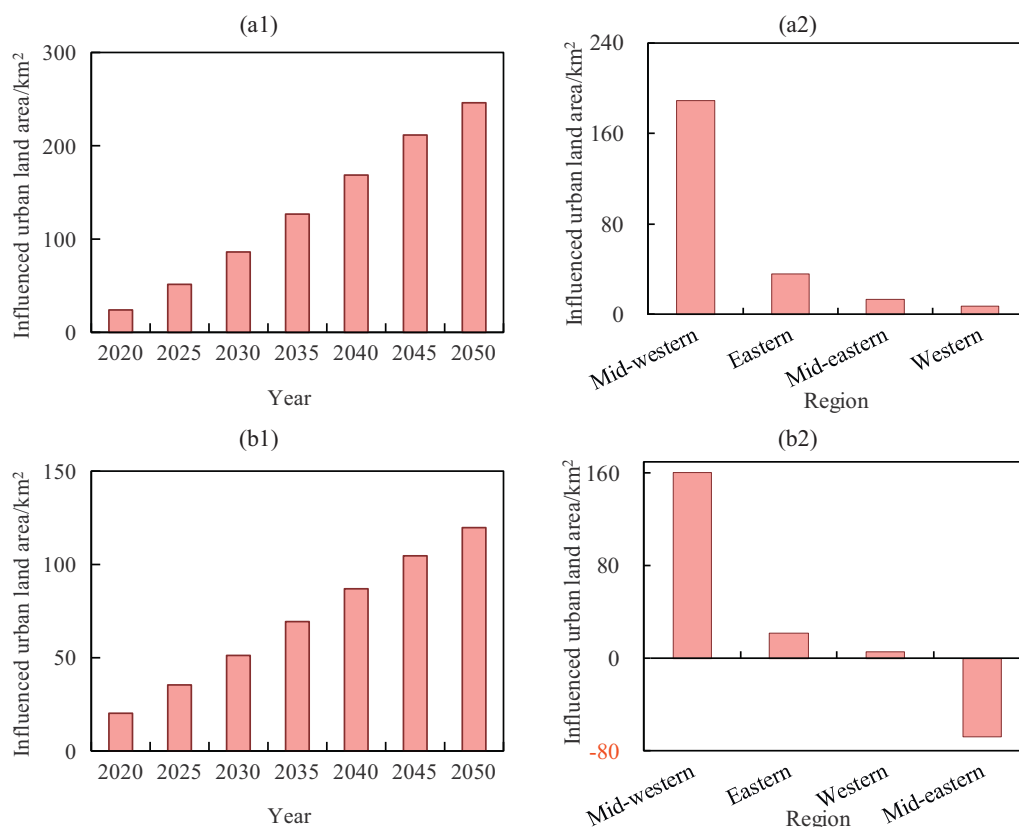 (a1)
Influenced urban land area/km²
300
200
100
0
2020 2025 2030 2035 2040 2045 2050
Year
(a2)
Influenced urban land area/km²
240
160
80
0
Mid-western Eastern Mid-eastern Western
Region
(b1)
Influenced urban land area/km²
150
100
50
0
2020 2025 2030 2035 2040 2045 2050
Year
(b2)
Influenced urban land area/km²
160
80
0
-80
Mid-western Eastern Western Mid-eastern
Region